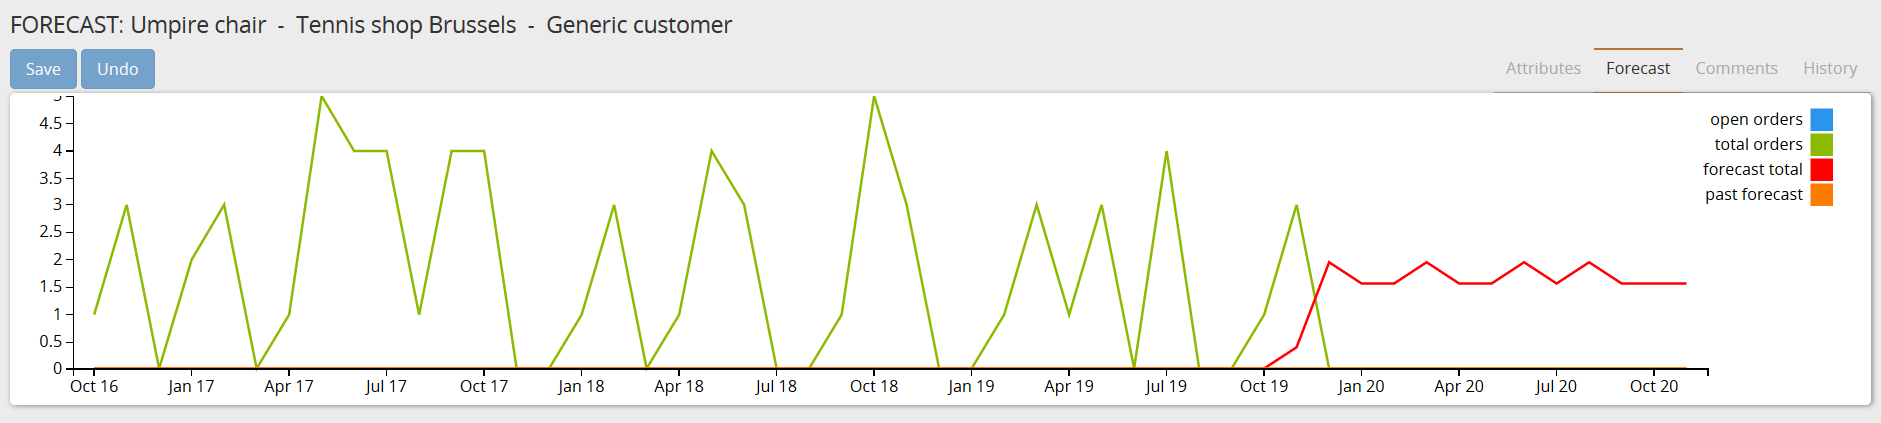 FORECAST: Umpire chair - Tennis shop Brussels - Generic customer
Save Undo
Attributes Forecast Comments History
open orders
total orders
forecast total
past forecast
5
4.5
4
3.5
3
2.5
2
1.5
1
0.5
0
Oct 16 Jan 17 Apr 17 Jul 17 Oct 17 Jan 18 Apr 18 Jul 18 Oct 18 Jan 19 Apr 19 Jul 19 Oct 19 Jan 20 Apr 20 Jul 20 Oct 20